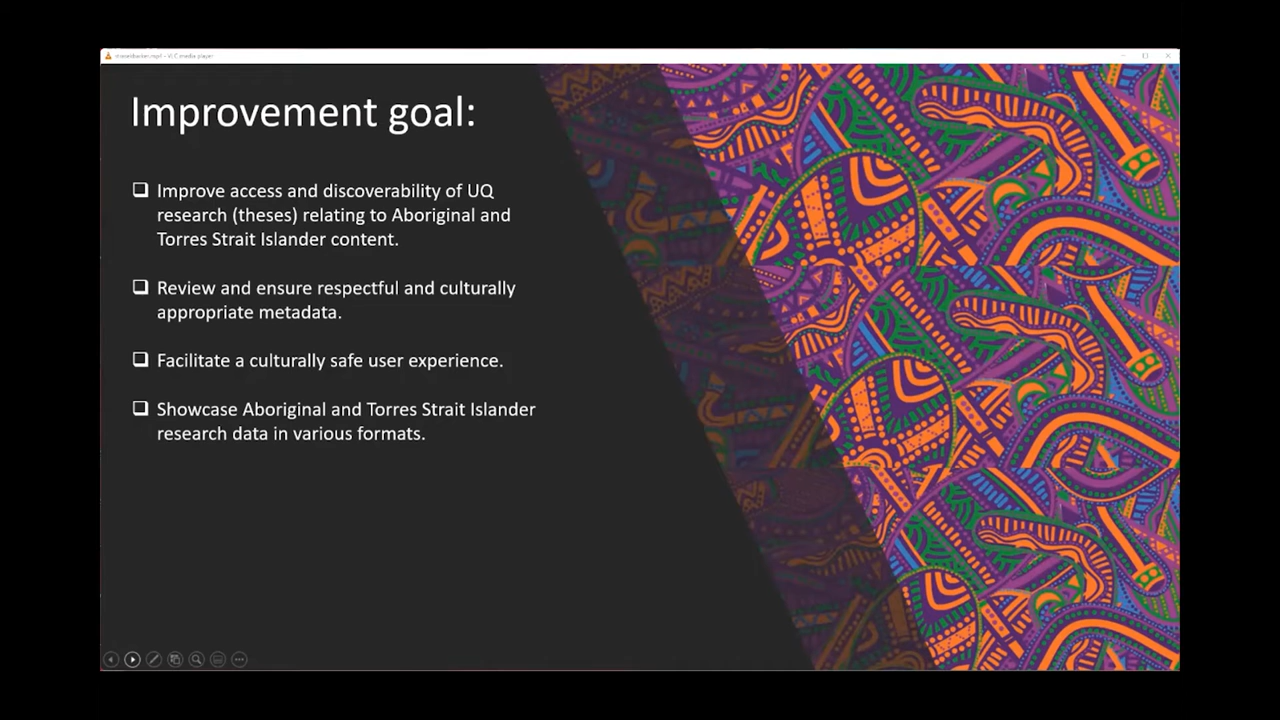 Improvement goal:
Improve access and discoverability of UQ
research (theses) relating to Aboriginal and
Torres Strait Islander content.
Review and ensure respectful and culturally
appropriate metadata.
Facilitate a culturally safe user experience.
Showcase Aboriginal and Torres Strait Islander
research data in various formats.